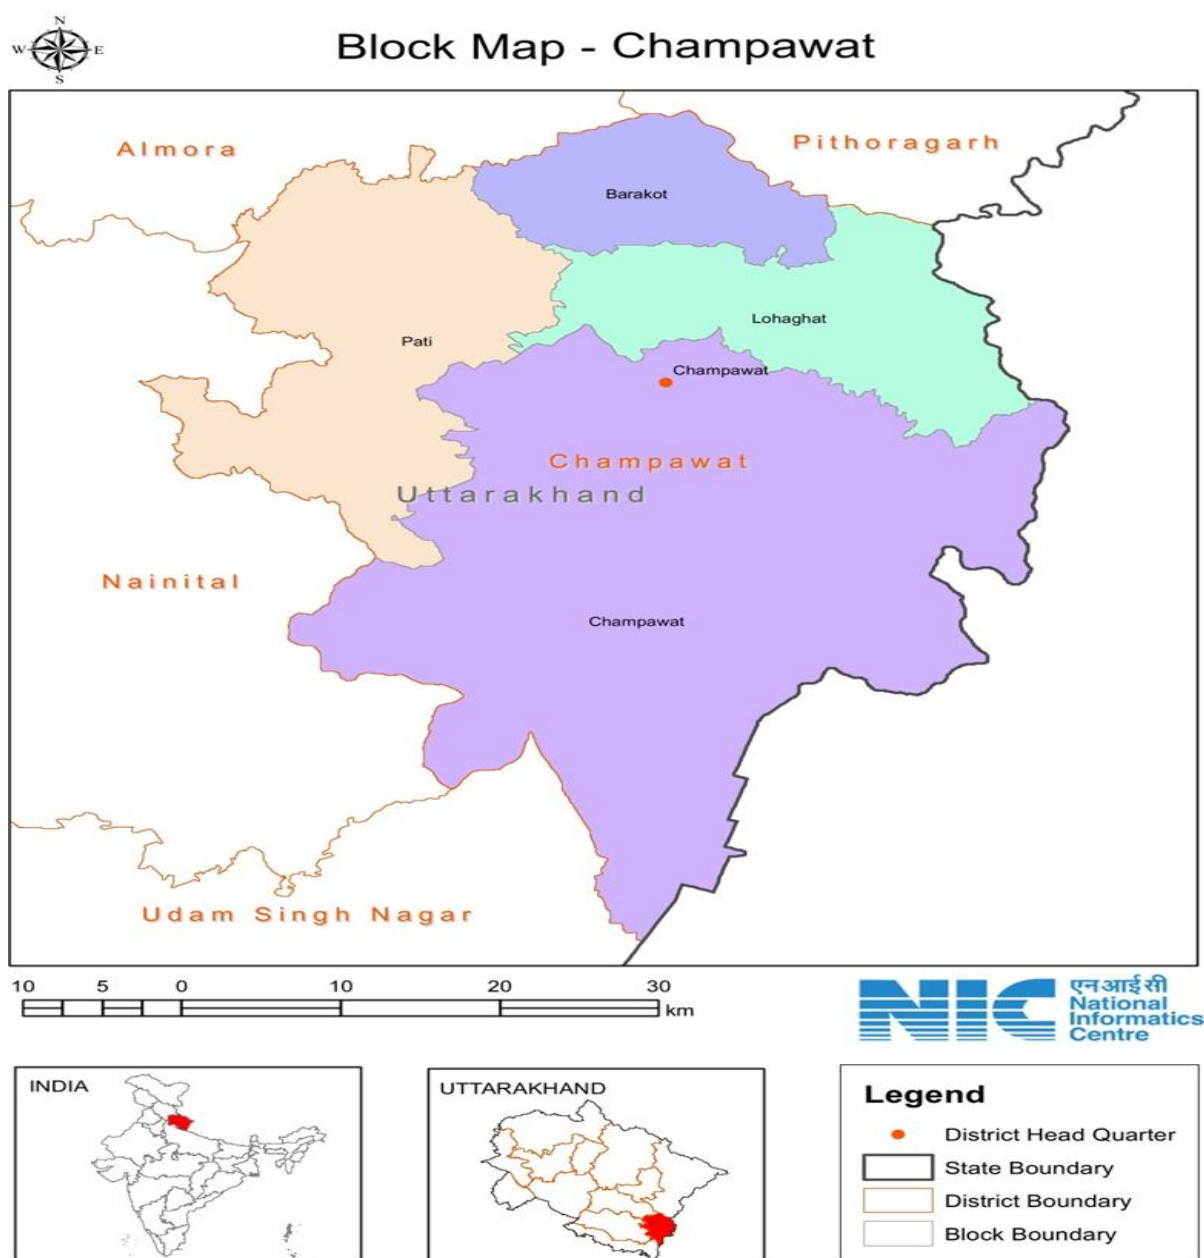 N
W E
S
Block Map - Champawat
Almora
Pithoragarh
Barakot
Lohaghat
Pati
Champawat
Champawat
Uttarakhand
Nainital
Champawat
Udam Singh Nagar
10 5 0 10 20 30
km
NIC
एनआईसी
National
Informatics
Centre
INDIA
UTTARAKHAND
Legend
District Head Quarter
State Boundary
District Boundary
Block Boundary